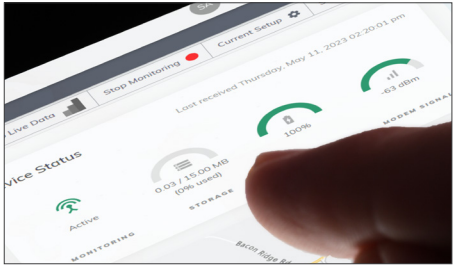 SA
Live Data
Stop Monitoring
Current Setup
Last received Thursday, May 11, 2023 02:20:01 pm
vice Status
Active
MONITORING
0.03 / 15.00 MB
(0% used)
STORAGE
100%
-63 dBm
MODEM SIGNAL
Bacon Ridge Rd